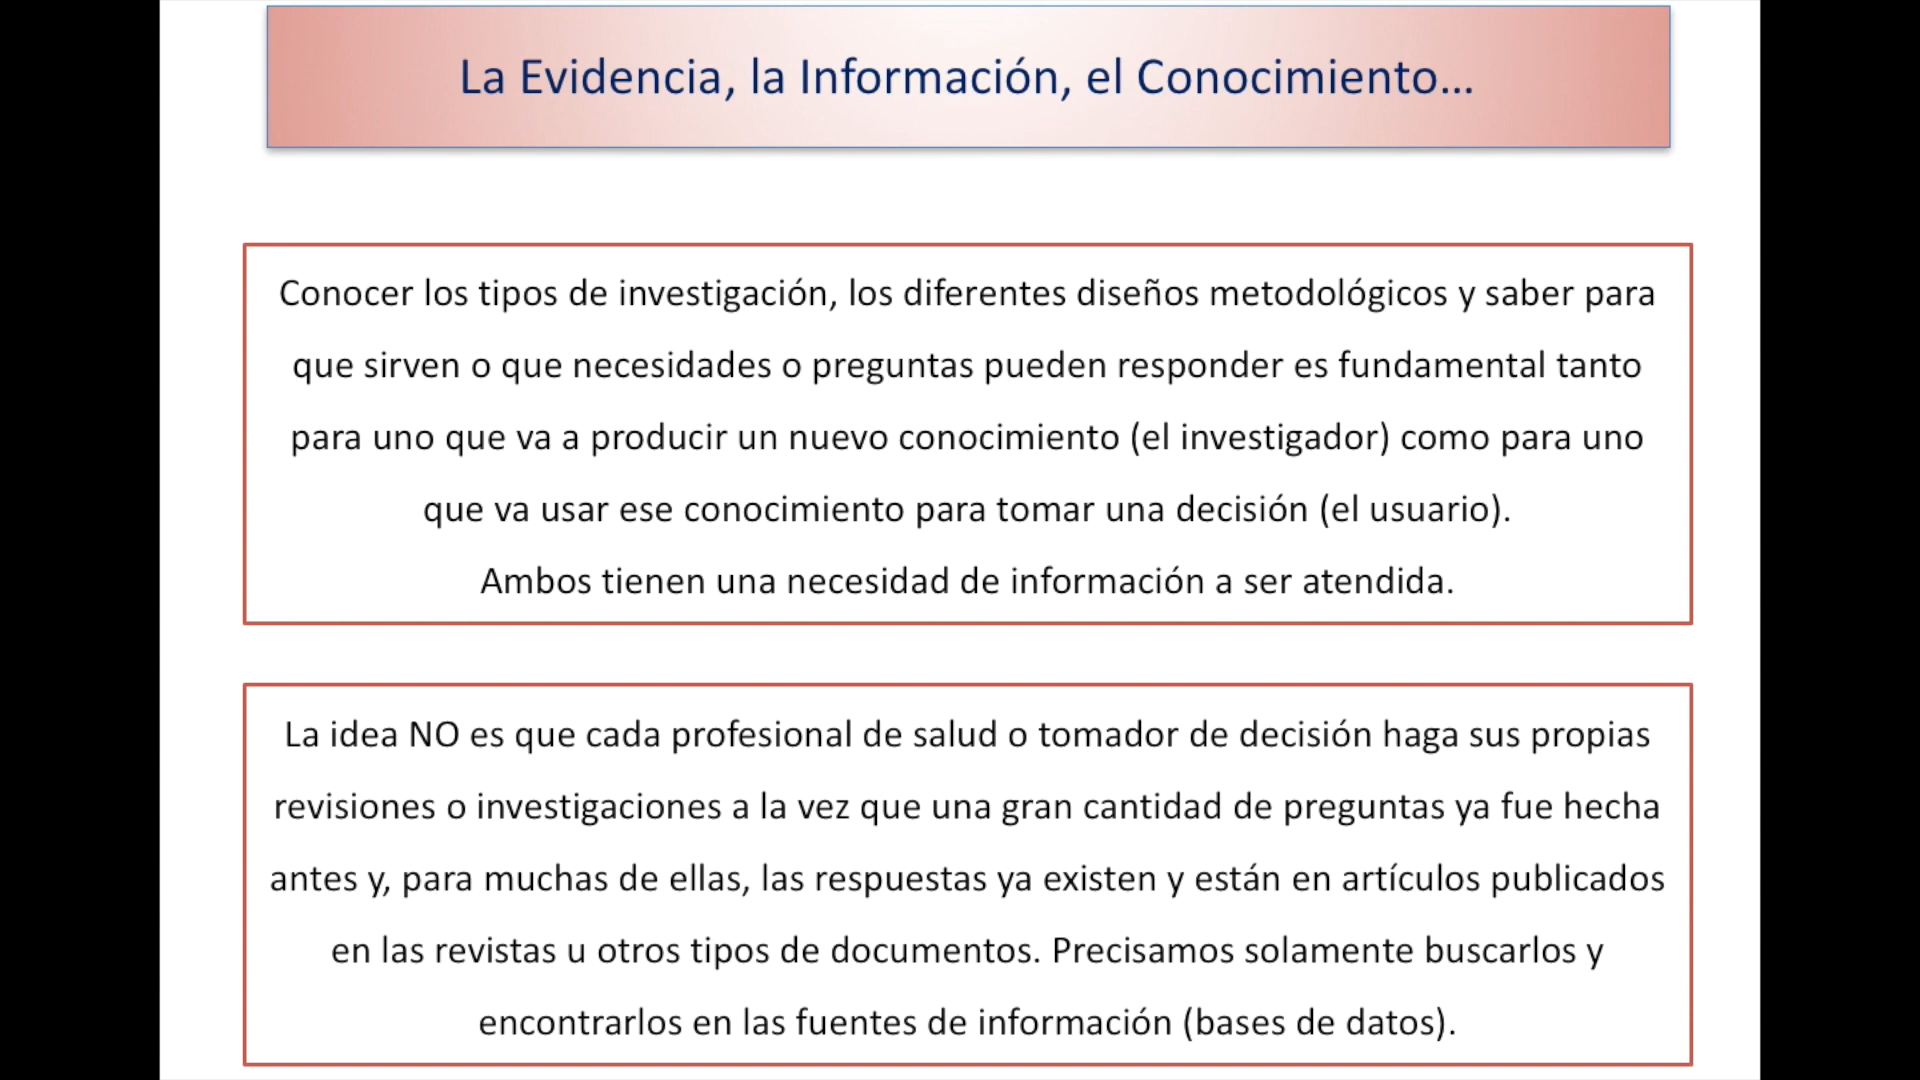 La Evidencia, la Información, el Conocimiento...
Conocer los tipos de investigación, los diferentes diseños metodológicos y saber para
que sirven o que necesidades o preguntas pueden responder es fundamental tanto
para uno que va a producir un nuevo conocimiento (el investigador) como para uno
que va usar ese conocimiento para tomar una decisión (el usuario).
Ambos tienen una necesidad de información a ser atendida.
La idea NO es que cada profesional de salud o tomador de decisión haga sus propias
revisiones o investigaciones a la vez que una gran cantidad de preguntas ya fue hecha
antes y, para muchas de ellas, las respuestas ya existen y están en artículos publicados
en las revistas u otros tipos de documentos. Precisamos solamente buscarlos y
encontrarlos en las fuentes de información (bases de datos).